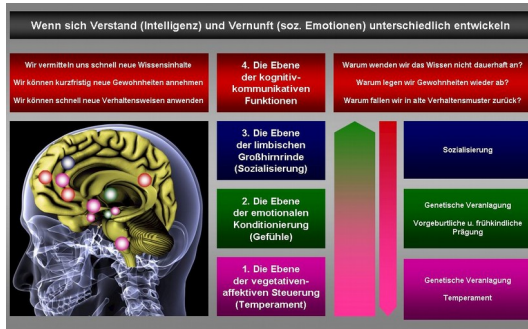 Wenn sich Verstand (Intelligenz) und Vernunft (soz. Emotionen) unterschiedlich entwickeln
Wir vermitteln uns schnell neue Wissensinhalte
Wir können kurzfristig neue Gewohnheiten annehmen
Wir können schnell neue Verhaltensweisen anwenden
4. Die Ebene
der kognitiv-
kommunikativen
Funktionen
Warum wenden wir das Wissen nicht dauerhaft an?
Warum legen wir Gewohnheiten wieder ab?
Warum fallen wir in alte Verhaltensmuster zurück?
3. Die Ebene
der limbischen
Großhirnrinde
(Sozialisierung)
Sozialisierung
2. Die Ebene
der emotionalen
Konditionierung
(Gefühle)
Genetische Veranlagung
Vorgeburtliche u. frühkindliche
Prägung
1. Die Ebene
der vegetativen-
affektiven Steuerung
(Temperament)
Genetische Veranlagung
Temperament